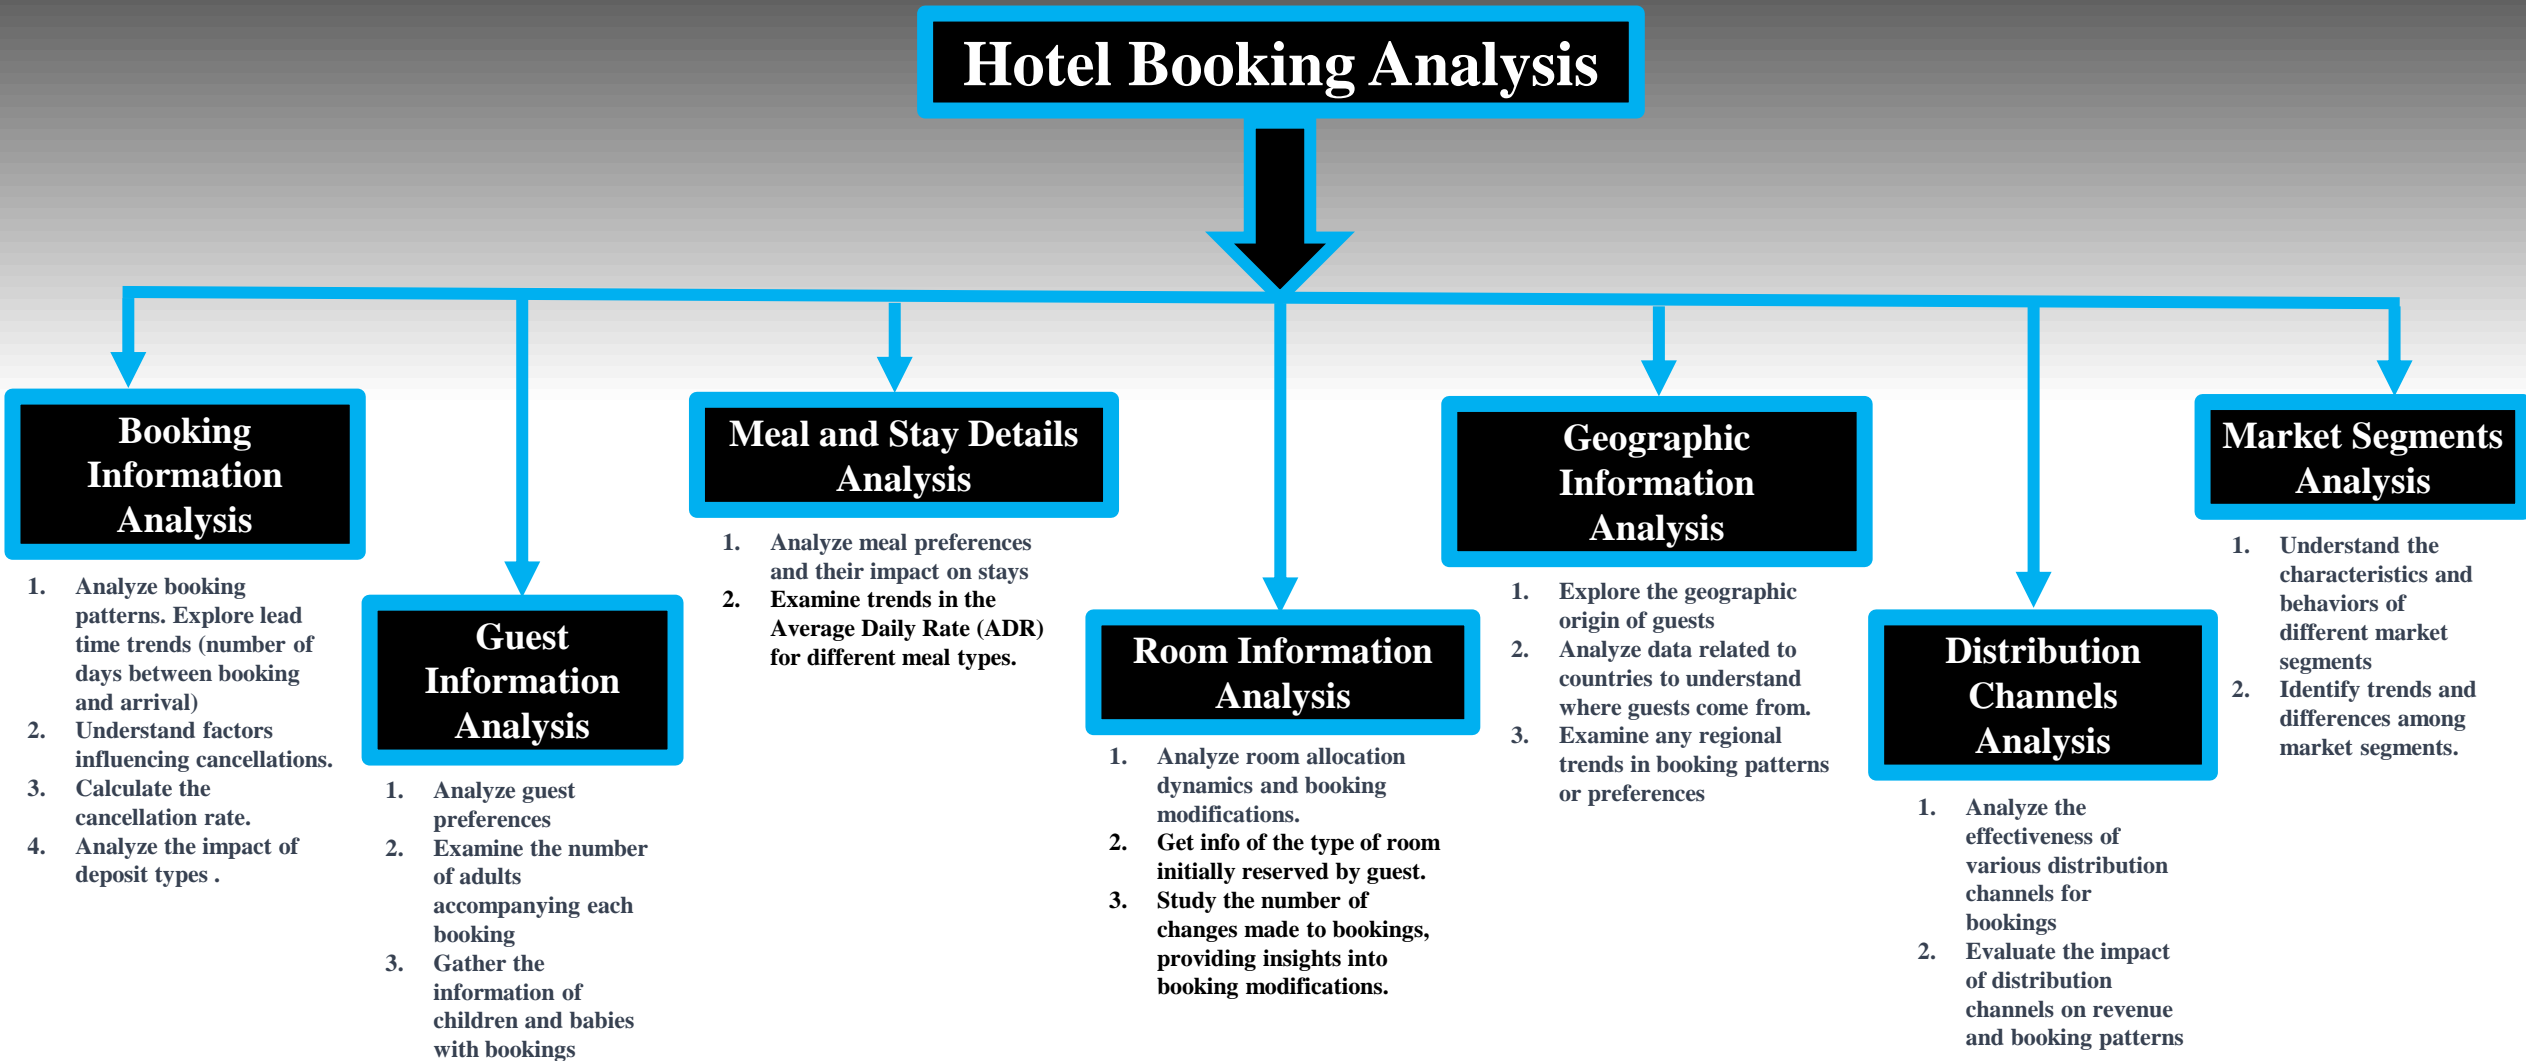 Hotel Booking Analysis
Booking
Information
Analysis
1. Analyze booking
patterns. Explore lead
time trends (number of
days between booking
and arrival)
2. Understand factors
influencing cancellations.
3. Calculate the
cancellation rate.
4. Analyze the impact of
deposit types .
Guest
Information
Analysis
1. Analyze guest
preferences
2. Examine the number
of adults
accompanying each
booking
3. Gather the
information of
children and babies
with bookings
Meal and Stay Details
Analysis
1. Analyze meal preferences
and their impact on stays
2. Examine trends in the
Average Daily Rate (ADR)
for different meal types.
Room Information
Analysis
1. Analyze room allocation
dynamics and booking
modifications.
2. Get info of the type of room
initially reserved by guest.
3. Study the number of
changes made to bookings,
providing insights into
booking modifications.
Geographic
Information
Analysis
1. Explore the geographic
origin of guests
2. Analyze data related to
countries to understand
where guests come from.
3. Examine any regional
trends in booking patterns
or preferences
Distribution
Channels
Analysis
1. Analyze the
effectiveness of
various distribution
channels for
bookings
2. Evaluate the impact
of distribution
channels on revenue
and booking patterns
Market Segments
Analysis
1. Understand the
characteristics and
behaviors of
different market
segments
2. Identify trends and
differences among
market segments.